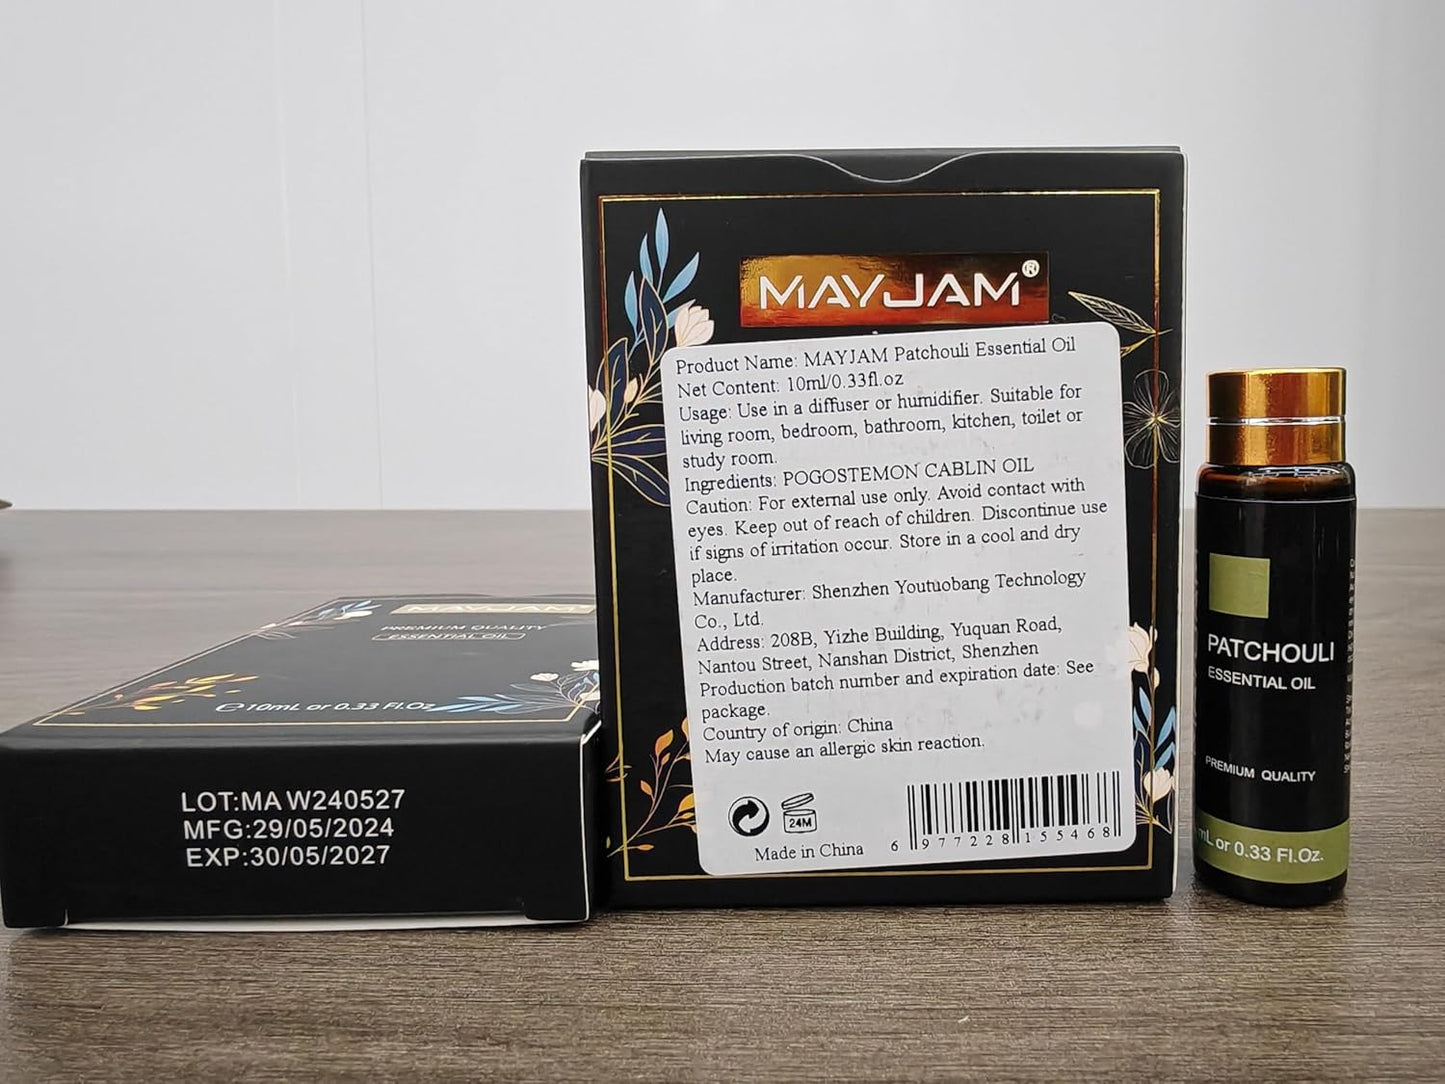 MAYJAM®
Product Name: MAYJAM Patchouli Essential Oil
Net Content: 10ml/0.33fl.oz
Usage: Use in a diffuser or humidifier. Suitable for
living room, bedroom, bathroom, kitchen, toilet or
study room.
Ingredients: POGOSTEMON CABLIN OIL
Caution: For external use only. Avoid contact with
eyes. Keep out of reach of children. Discontinue use
if signs of irritation occur. Store in a cool and dry
place.
Manufacturer: Shenzhen Youtuobang Technology
Co., Ltd.
Address: 208B, Yizhe Building, Yuquan Road,
Nantou Street, Nanshan District, Shenzhen
Production batch number and expiration date: See
package.
Country of origin: China
May cause an allergic skin reaction.
24M
Made in China
6 977228 155468
MAYJAM
PREMIUM QUALITY
ESSENTIAL OIL
℮10mL or 0.33 Fl.Oz
LOT:MA W240527
MFG:29/05/2024
EXP:30/05/2027
PATCHOULI
ESSENTIAL OIL
PREMIUM QUALITY
mL or 0.33 Fl.Oz.